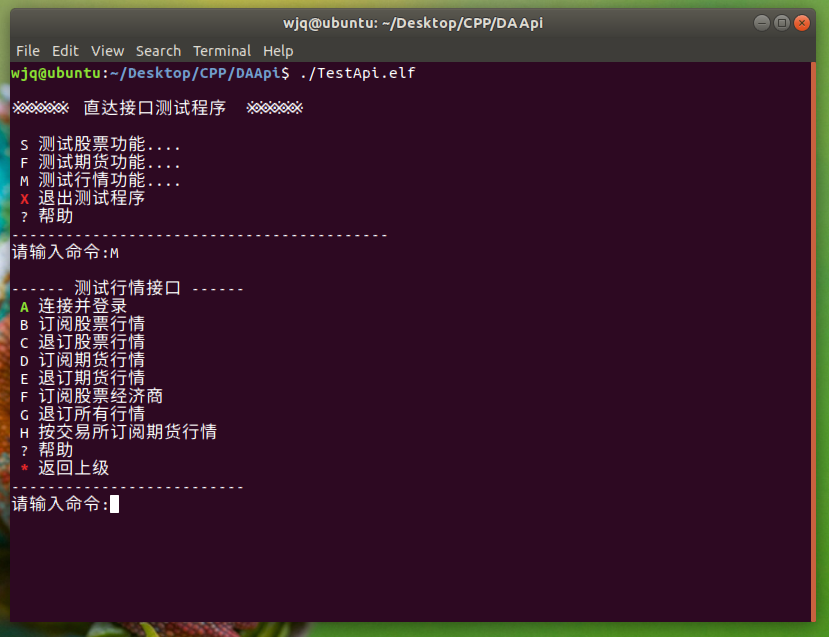 wjq@ubuntu: ~/Desktop/CPP/DAApi
File Edit View Search Terminal Help
wjq@ubuntu:~/Desktop/CPP/DAApi$ ./TestApi.elf
※※※※※※ 直达接口测试程序 ※※※※※※
S 测试股票功能....
F 测试期货功能....
M 测试行情功能....
X 退出测试程序
? 帮助
------------------------------------------
请输入命令:M
------ 测试行情接口 ------
A 连接并登录
B 订阅股票行情
C 退订股票行情
D 订阅期货行情
E 退订期货行情
F 订阅股票经济商
G 退订所有行情
H 按交易所订阅期货行情
? 帮助
* 返回上级
--------------------------
请输入命令: